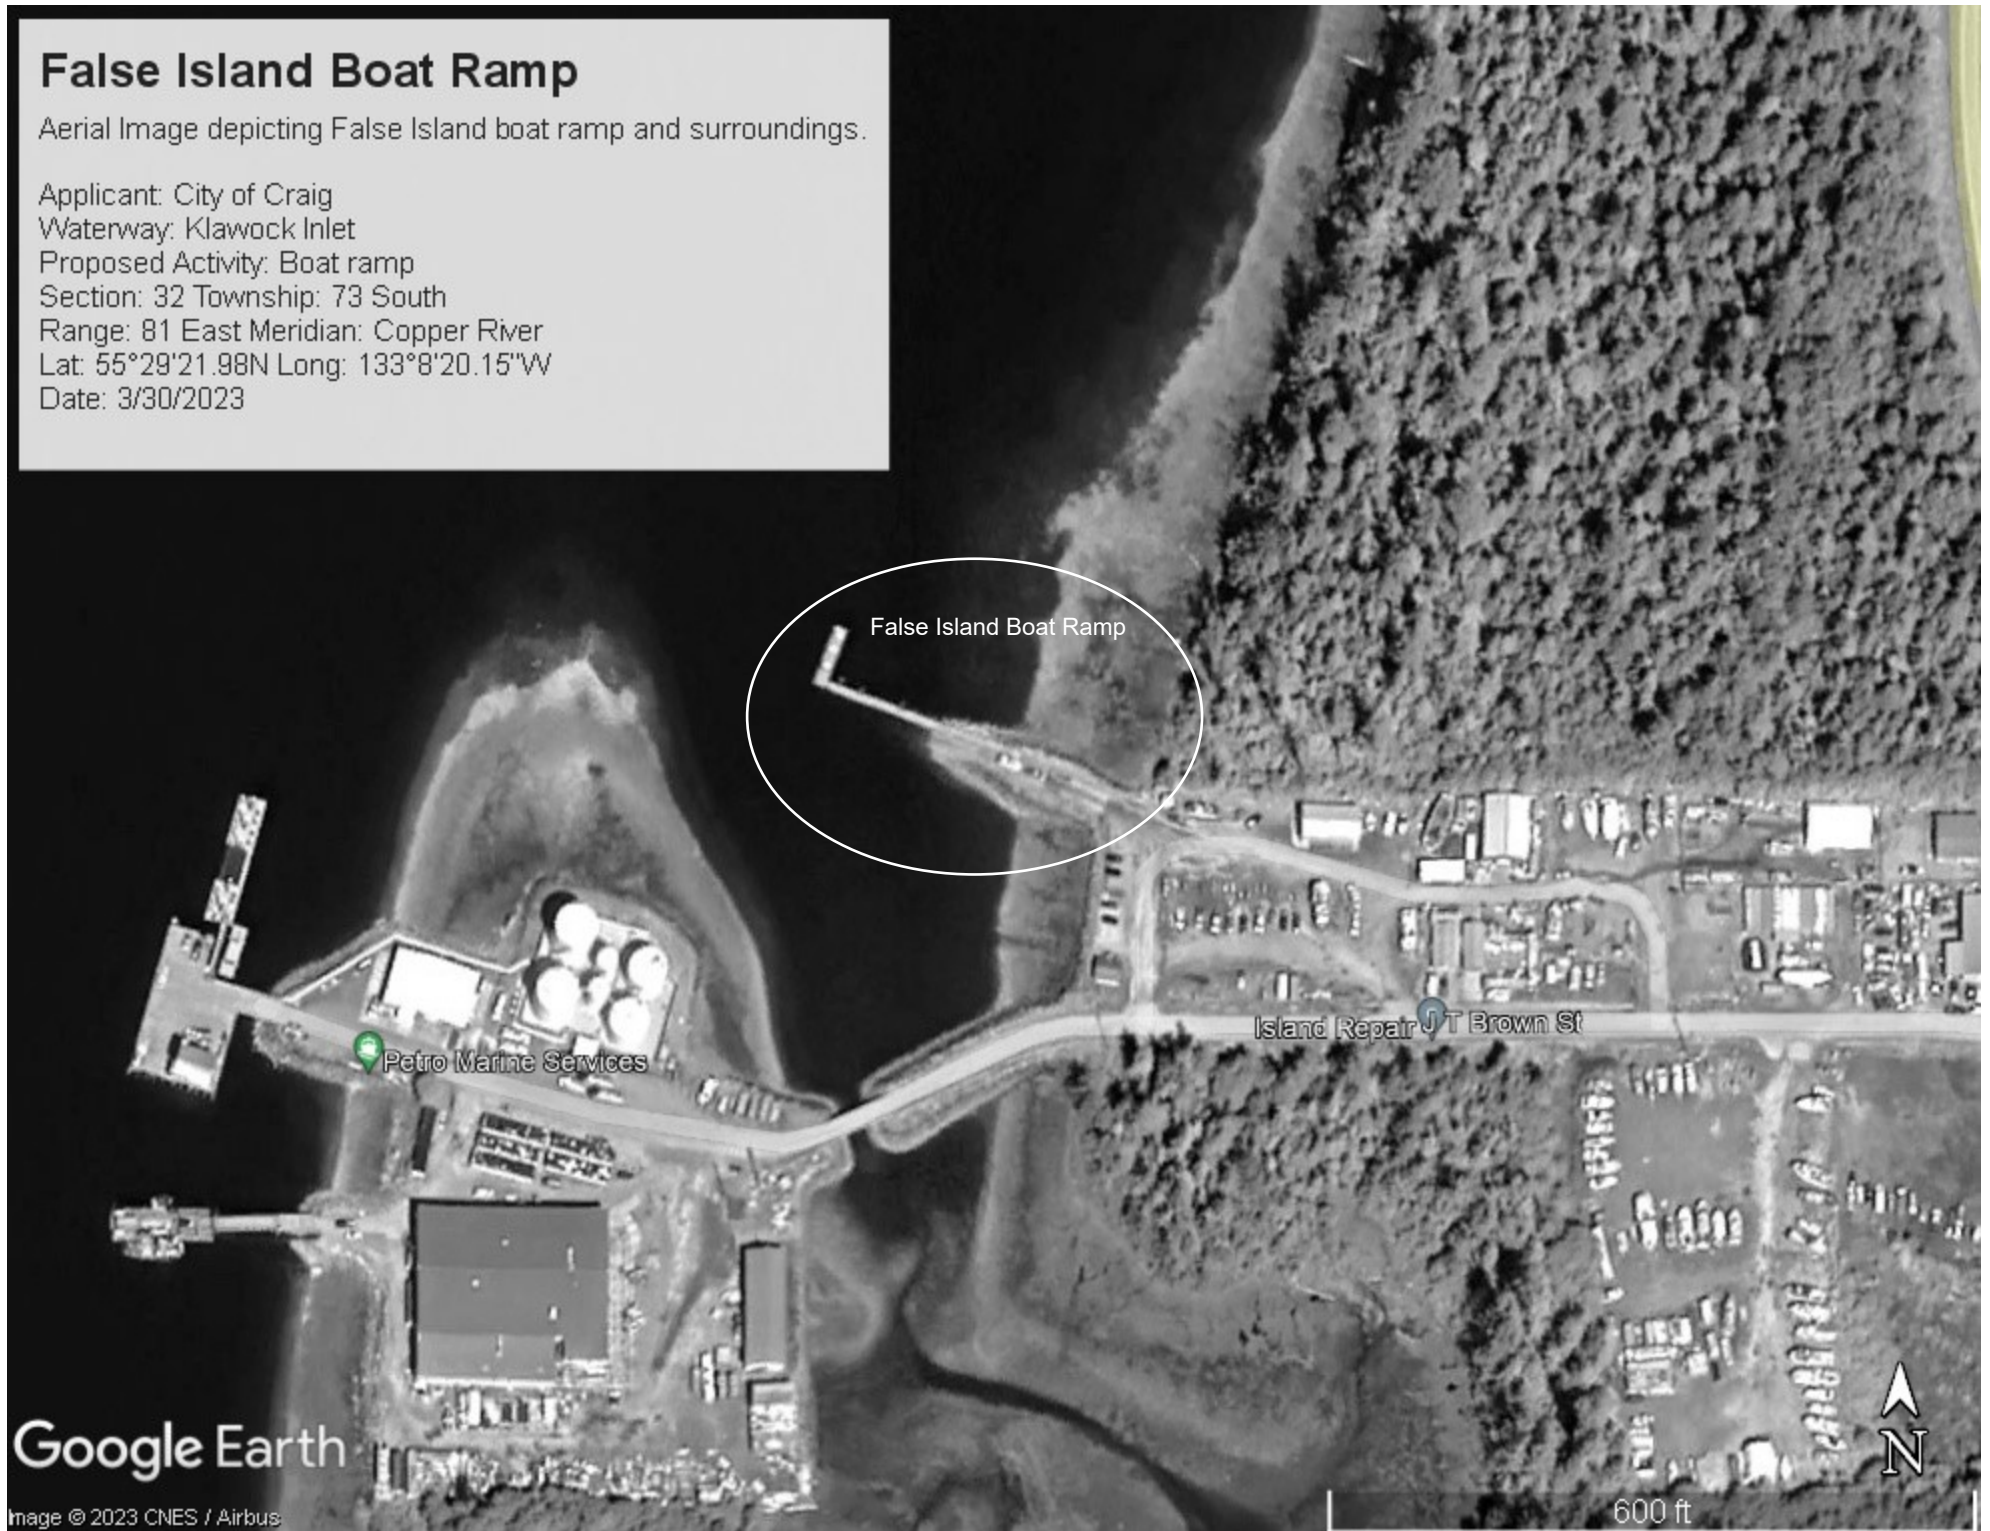 False Island Boat Ramp
Aerial Image depicting False Island boat ramp and surroundings.
Applicant: City of Craig
Waterway: Klawock Inlet
Proposed Activity: Boat ramp
Section: 32 Township: 73 South
Range: 81 East Meridian: Copper River
Lat: 55°29'21.98N Long: 133°8'20.15"W
Date: 3/30/2023
False Island Boat Ramp
Island Repair
J T Brown St
Petro Marine Services
Google Earth
N
600 ft
Image © 2023 CNES / Airbus